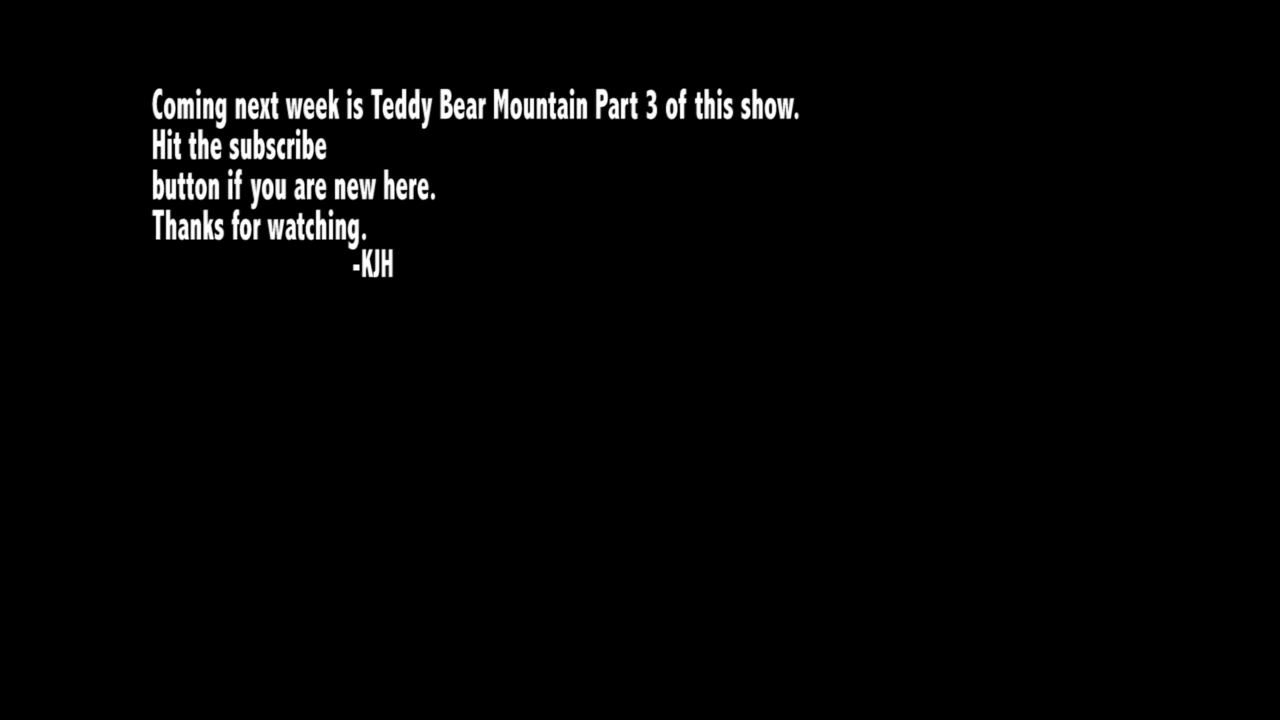 Coming next week is Teddy Bear Mountain Part 3 of this show.
Hit the subscribe
button if you are new here.
Thanks for watching.
-KJH